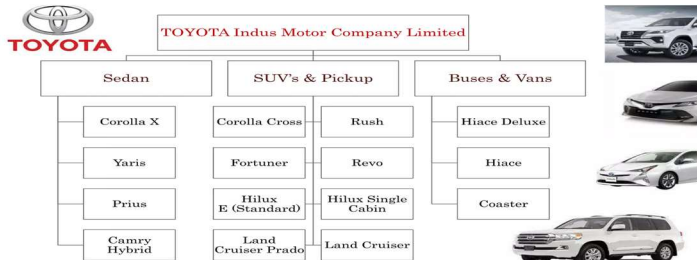 TOYOTA
TOYOTA Indus Motor Company Limited
Sedan
SUV's & Pickup
Buses & Vans
Corolla X
Corolla Cross
Rush
Hiace Deluxe
Yaris
Fortuner
Revo
Hiace
Prius
Hilux
E (Standard)
Hilux Single
Cabin
Coaster
Camry
Hybrid
Land
Cruiser Prado
Land Cruiser